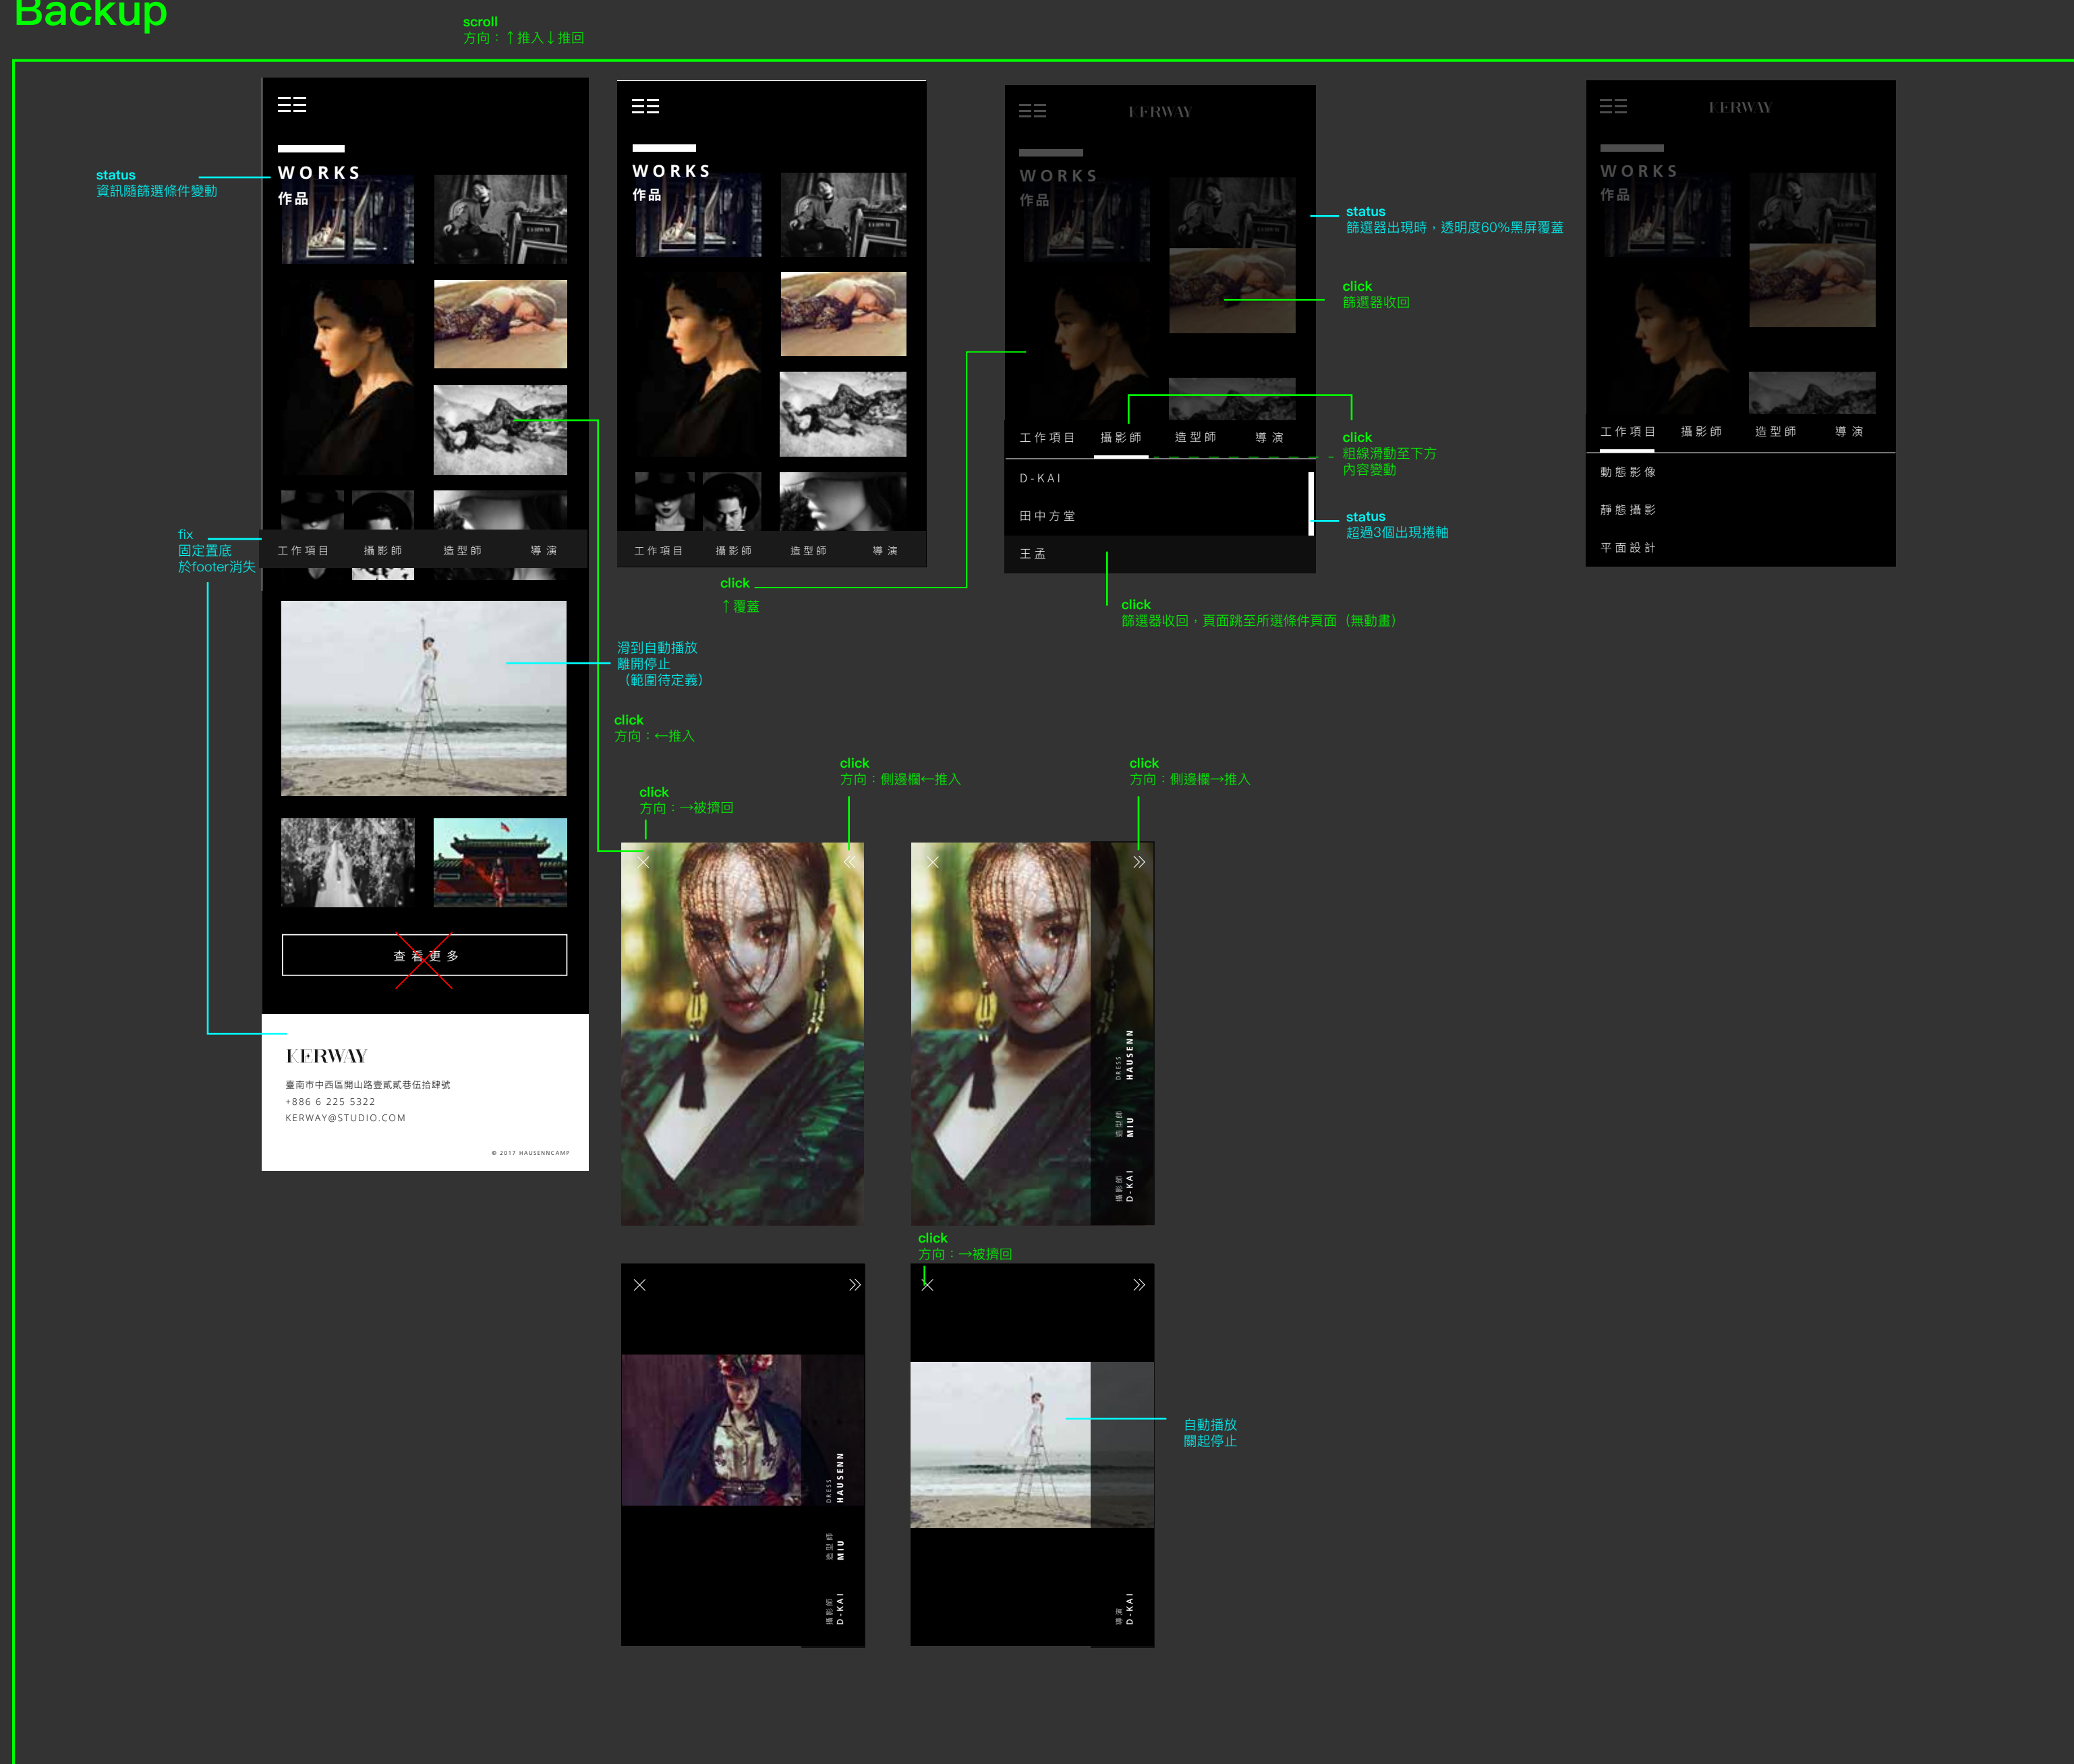 Backup
scroll
方向：↑推入↓推回
status
資訊隨篩選條件變動
WORKS
作品
工作項目 攝影師 造型師 導演
fix
固定置底
於footer消失
查看更多
KERWAY
臺南市中西區開山路壹貳貳巷伍拾肆號
+886 6 225 5322
KERWAY@STUDIO.COM
© 2017 HAUSENNCAMP
WORKS
作品
工作項目 攝影師 造型師 導演
click
↑覆蓋
滑到自動播放
離開停止
（範圍待定義）
click
方向：←推入
KERWAY
WORKS
作品
工作項目 攝影師 造型師 導演
D-KAI
田中方堂
王孟
status
篩選器出現時，透明度60%黑屏覆蓋
click
篩選器收回
click
粗線滑動至下方
內容變動
status
超過3個出現捲軸
click
篩選器收回，頁面跳至所選條件頁面（無動畫）
KERWAY
WORKS
作品
工作項目 攝影師 造型師 導演
動態影像
靜態攝影
平面設計
click
方向：→被擠回
click
方向：側邊欄←推入
click
方向：側邊欄→推入
DRESS
HAUSENN
造型師
MIU
攝影師
D-KAI
click
方向：→被擠回
DRESS
HAUSENN
造型師
MIU
攝影師
D-KAI
導演
D-KAI
自動播放
關起停止